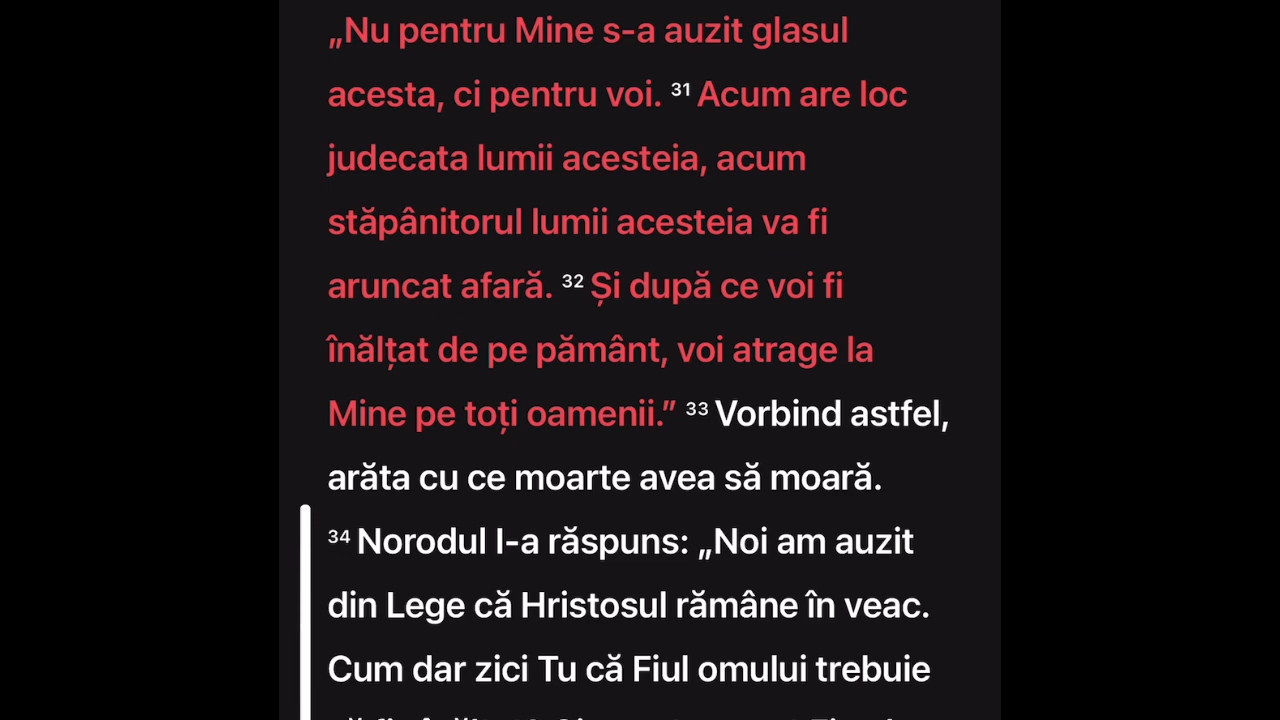 „Nu pentru Mine s-a auzit glasul
acesta, ci pentru voi. 31 Acum are loc
judecata lumii acesteia, acum
stăpânitorul lumii acesteia va fi
aruncat afară. 32 Și după ce voi fi
înălțat de pe pământ, voi atrage la
Mine pe toți oamenii.” 33 Vorbind astfel,
arăta cu ce moarte avea să moară.
34 Norodul I-a răspuns: „Noi am auzit
din Lege că Hristosul rămâne în veac.
Cum dar zici Tu că Fiul omului trebuie